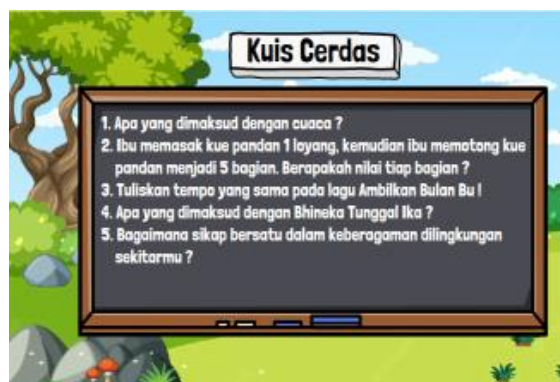 Kuis Cerdas
1. Apa yang dimaksud dengan cuaca ?
2. Ibu memasak kue pandan 1 loyang, kemudian ibu memotong kue
pandan menjadi 5 bagian. Berapakah nilai tiap bagian ?
3. Tuliskan tempo yang sama pada lagu Ambilkan Bulan Bu !
4. Apa yang dimaksud dengan Bhineka Tunggal Ika ?
5. Bagaimana sikap bersatu dalam keberagaman dilingkungan
sekitarmu ?